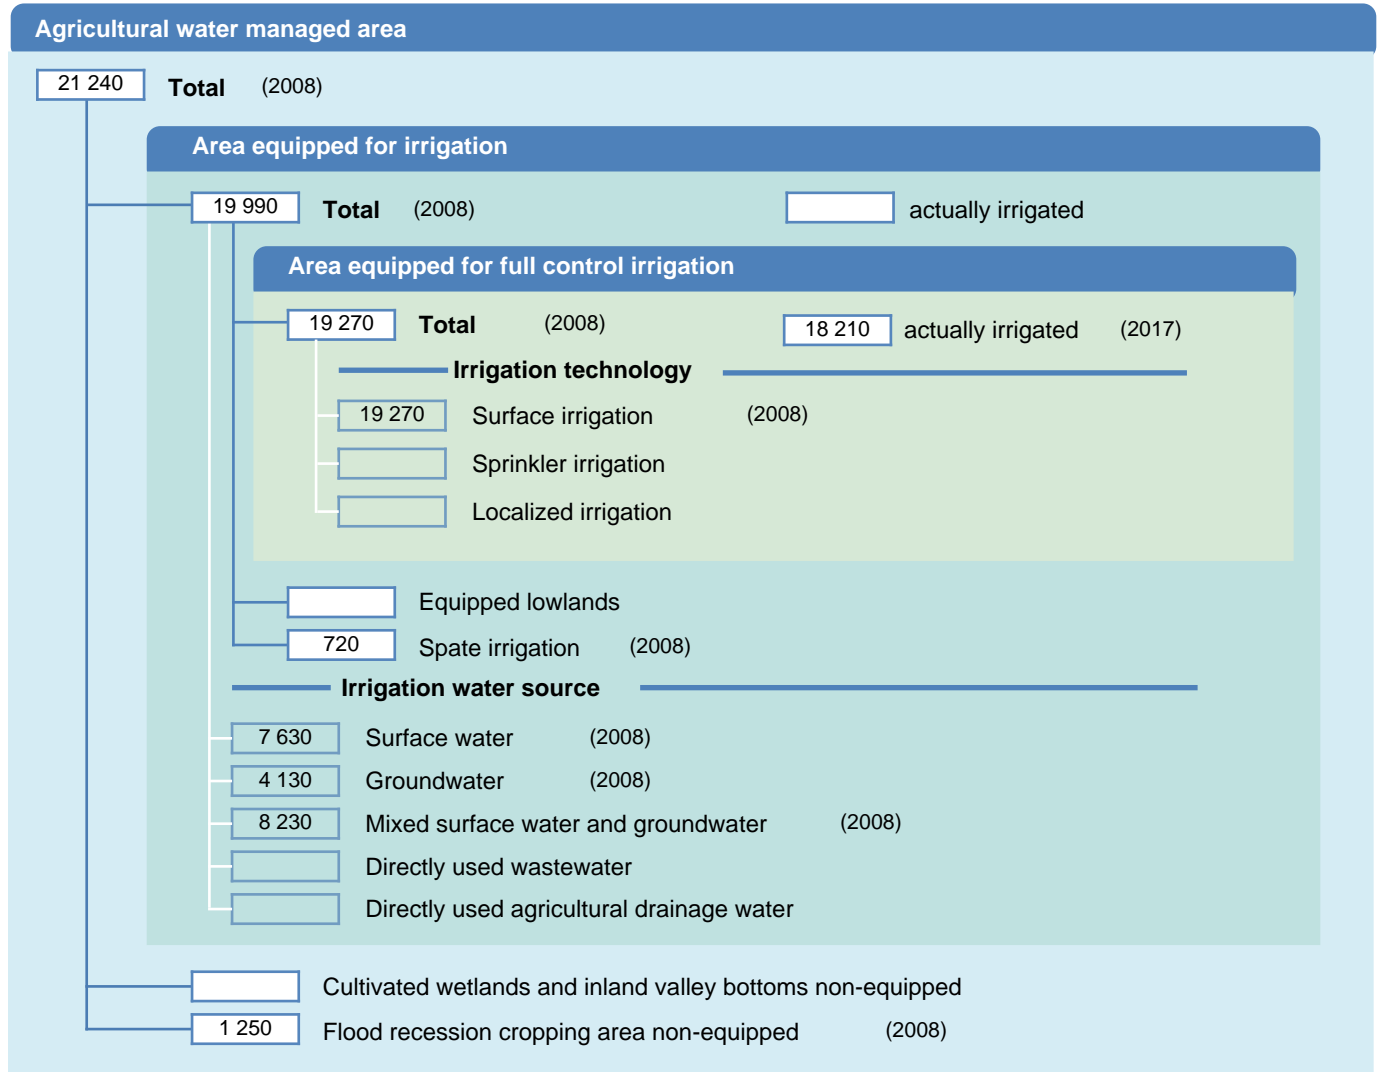 Agricultural water managed area
21 240 Total (2008)
Area equipped for irrigation
19 990 Total (2008) actually irrigated
Area equipped for full control irrigation
19 270 Total (2008) 18 210 actually irrigated (2017)
Irrigation technology
19 270 Surface irrigation (2008)
Sprinkler irrigation
Localized irrigation
Equipped lowlands
720 Spate irrigation (2008)
Irrigation water source
7 630 Surface water (2008)
4 130 Groundwater (2008)
8 230 Mixed surface water and groundwater (2008)
Directly used wastewater
Directly used agricultural drainage water
Cultivated wetlands and inland valley bottoms non-equipped
1 250 Flood recession cropping area non-equipped (2008)